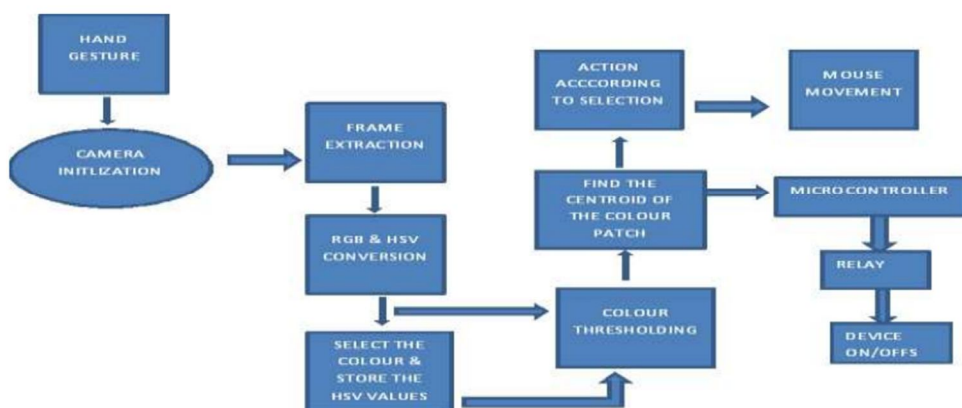 HAND
GESTURE
CAMERA
INITLIZATION
FRAME
EXTRACTION
RGB & HSV
CONVERSION
SELECT THE
COLOUR &
STORE THE
HSV VALUES
COLOUR
THRESHOLDING
FIND THE
CENTROID OF
THE COLOUR
PATCH
ACTION
ACCCORDING
TO SELECTION
MOUSE
MOVEMENT
MICROCONTROLLER
RELAY
DEVICE
ON/OFFS